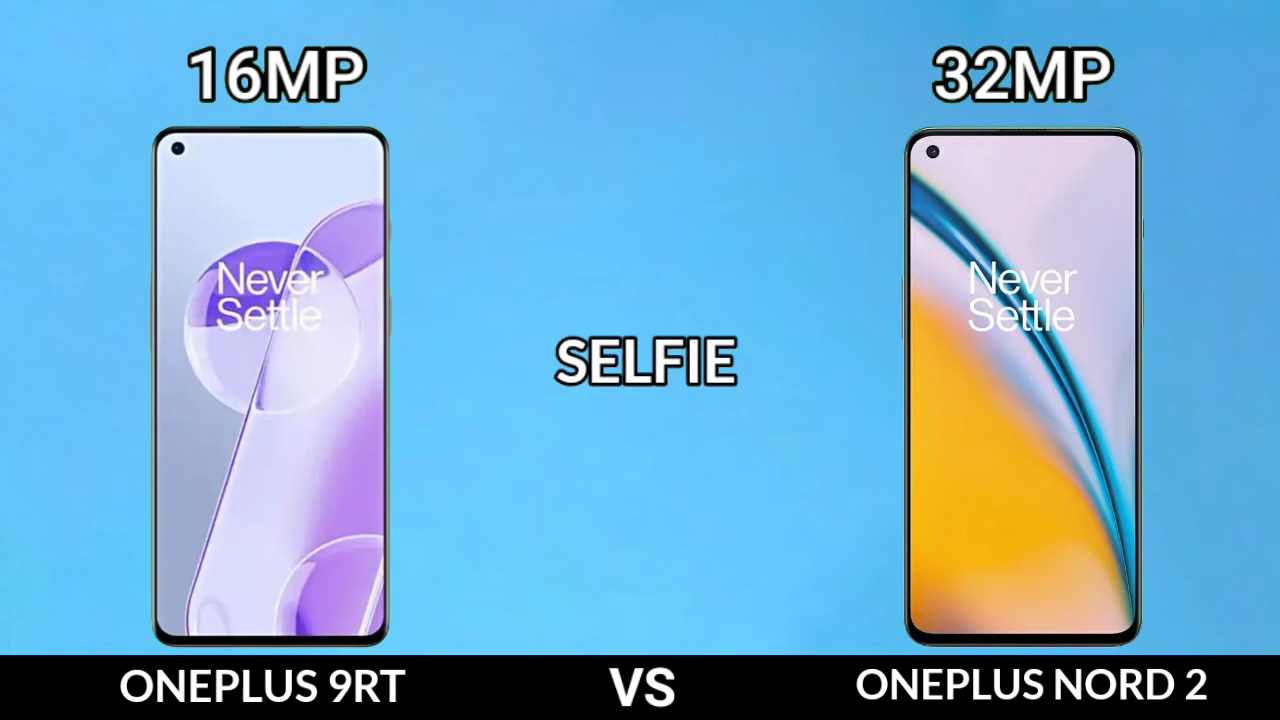 16MP
32MP
Never
Settle
Never
Settle
SELFIE
ONEPLUS 9RT
VS
ONEPLUS NORD 2